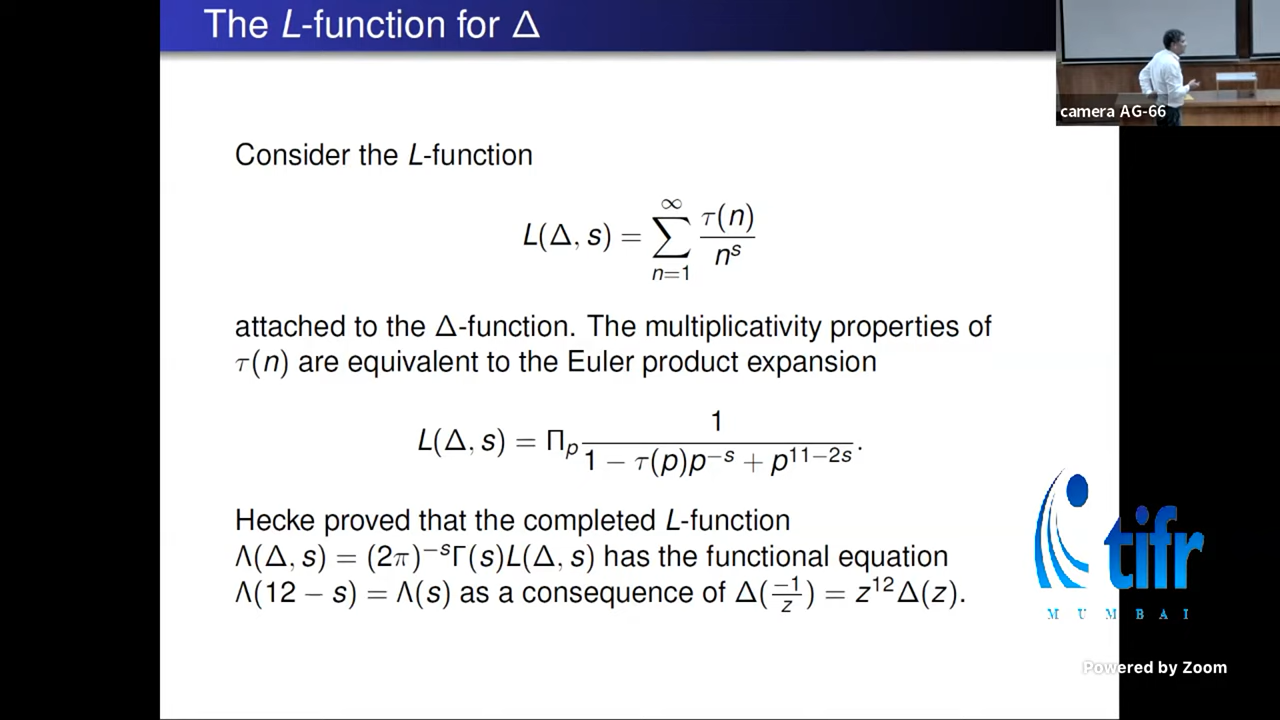 The L-function for Δ
camera AG-66
Consider the L-function
L(Δ, s) = ∑_{n=1}^{∞} τ(n)/n^s
attached to the Δ-function. The multiplicativity properties of
τ(n) are equivalent to the Euler product expansion
L(Δ, s) = Π_p 1/(1 − τ(p)p^{−s} + p^{11−2s}).
Hecke proved that the completed L-function
Λ(Δ, s) = (2π)^{−s}Γ(s)L(Δ, s) has the functional equation
Λ(12 − s) = Λ(s) as a consequence of Δ(−1/z) = z^{12}Δ(z).
tifr
MUMBAI
Powered by Zoom